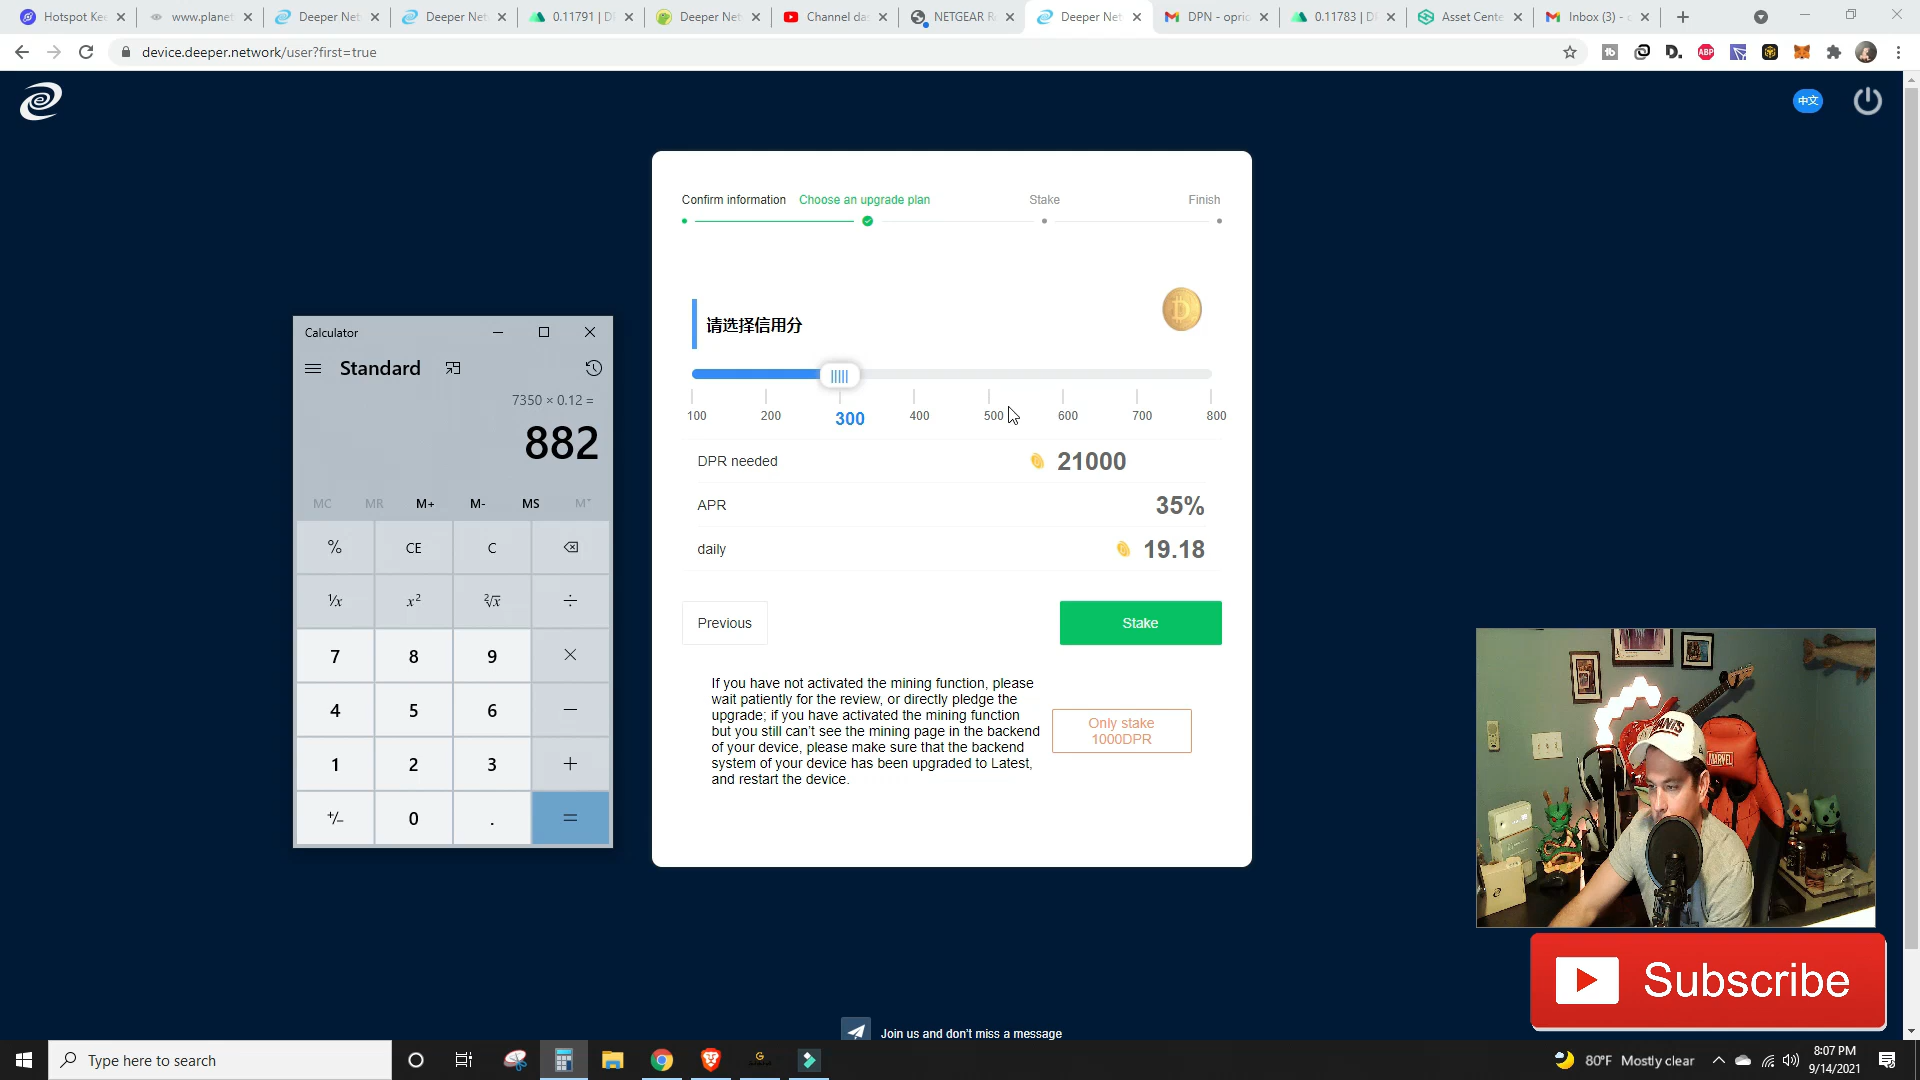 Hotspot Ke
www.planet
Deeper Net
Deeper Net
0.11791 | D
Deeper Net
Channel da
NETGEAR R
Deeper Net
DPN - opri
0.11783 | D
Asset Cente
Inbox (3) -
device.deeper.network/user?first=true
ABP
中文
Confirm information
Choose an upgrade plan
Stake
Finish
请选择信用分
100
200
300
400
500
600
700
800
DPR needed
21000
APR
35%
daily
19.18
Previous
Stake
If you have not activated the mining function, please
wait patiently for the review, or directly pledge the
upgrade; if you have activated the mining function
but you still can't see the mining page in the backend
of your device, please make sure that the backend
system of your device has been upgraded to Latest,
and restart the device.
Only stake
1000DPR
Calculator
Standard
7350 × 0.12 =
882
MC
MR
M+
M-
MS
%
CE
C
⌫
¹/x
x²
²√x
÷
7
8
9
×
4
5
6
−
1
2
3
+
+/−
0
.
=
MARVEL
Subscribe
Join us and don't miss a message
Type here to search
80°F Mostly clear
8:07 PM
9/14/2021